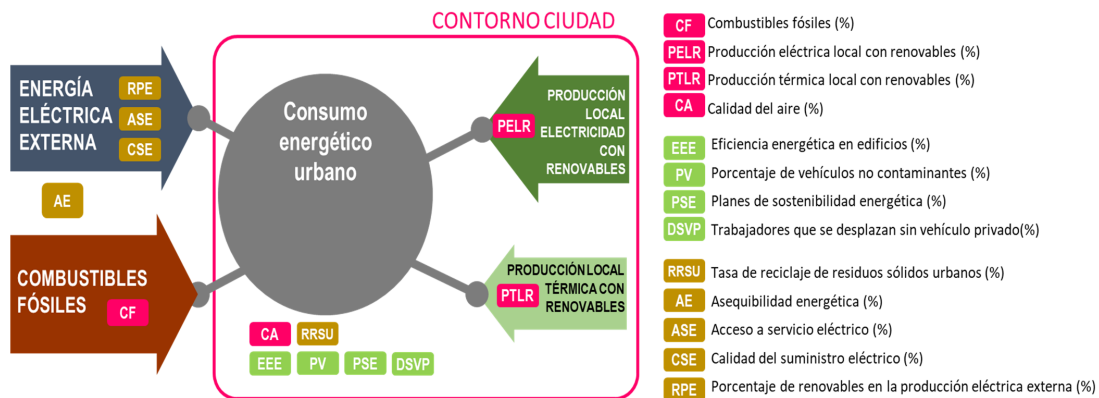 CONTORNO CIUDAD
ENERGÍA
ELÉCTRICA
EXTERNA
RPE
ASE
CSE
AE
COMBUSTIBLES
FÓSILES
CF
Consumo
energético
urbano
PELR
PRODUCCIÓN
LOCAL
ELECTRICIDAD
CON
RENOVABLES
PTLR
PRODUCCIÓN LOCAL
TÉRMICA CON
RENOVABLES
CA RRSU
EEE PV PSE DSVP
CF Combustibles fósiles (%)
PELR Producción eléctrica local con renovables (%)
PTLR Producción térmica local con renovables (%)
CA Calidad del aire (%)
EEE Eficiencia energética en edificios (%)
PV Porcentaje de vehículos no contaminantes (%)
PSE Planes de sostenibilidad energética (%)
DSVP Trabajadores que se desplazan sin vehículo privado(%)
RRSU Tasa de reciclaje de residuos sólidos urbanos (%)
AE Asequibilidad energética (%)
ASE Acceso a servicio eléctrico (%)
CSE Calidad del suministro eléctrico (%)
RPE Porcentaje de renovables en la producción eléctrica externa (%)